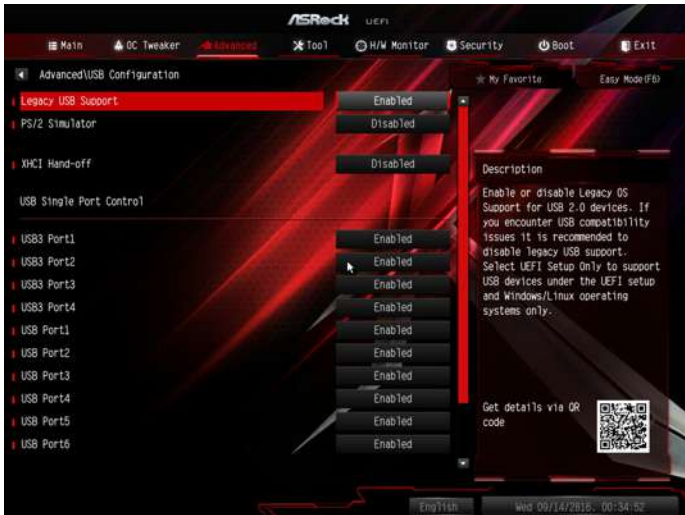 ASRock UEFI
Main OC Tweaker Advanced Tool H/W Monitor Security Boot Exit
Advanced\USB Configuration
My Favorite Easy Mode(F6)
Legacy USB Support Enabled
PS/2 Simulator Disabled
XHCI Hand-off Disabled
USB Single Port Control
USB3 Port1 Enabled
USB3 Port2 Enabled
USB3 Port3 Enabled
USB3 Port4 Enabled
USB Port1 Enabled
USB Port2 Enabled
USB Port3 Enabled
USB Port4 Enabled
USB Port5 Enabled
USB Port6 Enabled
Description
Enable or disable Legacy OS
Support for USB 2.0 devices. If
you encounter USB compatibility
issues it is recommended to
disable legacy USB support.
Select UEFI Setup Only to support
USB devices under the UEFI setup
and Windows/Linux operating
systems only.
Get details via QR
code
English Wed 09/14/2016. 00:34:52